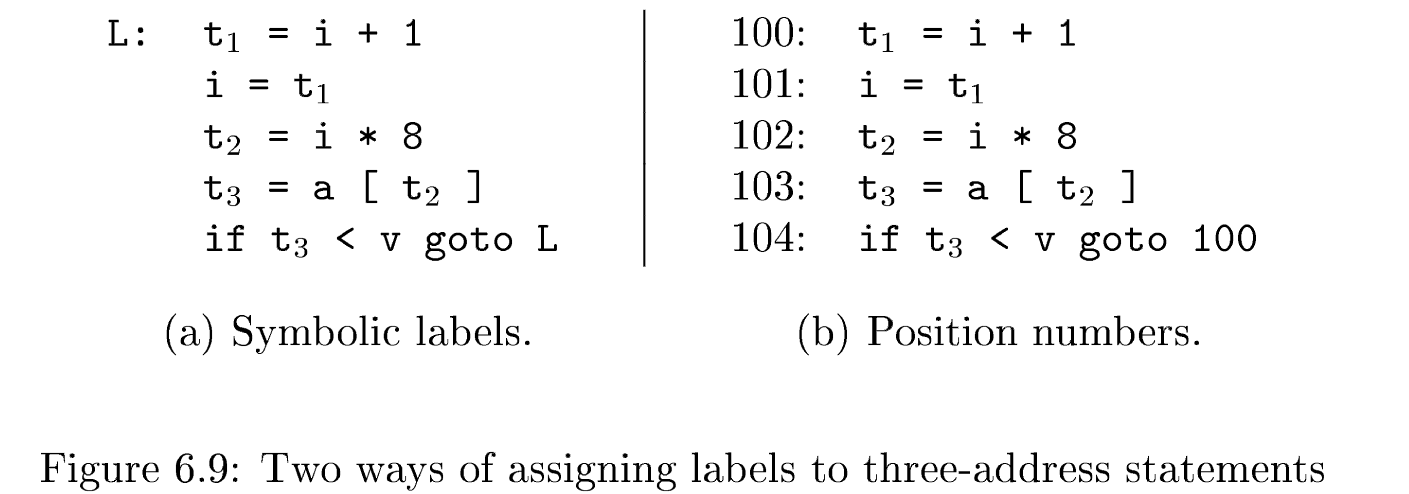 L: t₁ = i + 1
i = t₁
t₂ = i * 8
t₃ = a [ t₂ ]
if t₃ < v goto L
(a) Symbolic labels.
100: t₁ = i + 1
101: i = t₁
102: t₂ = i * 8
103: t₃ = a [ t₂ ]
104: if t₃ < v goto 100
(b) Position numbers.
Figure 6.9: Two ways of assigning labels to three-address statements